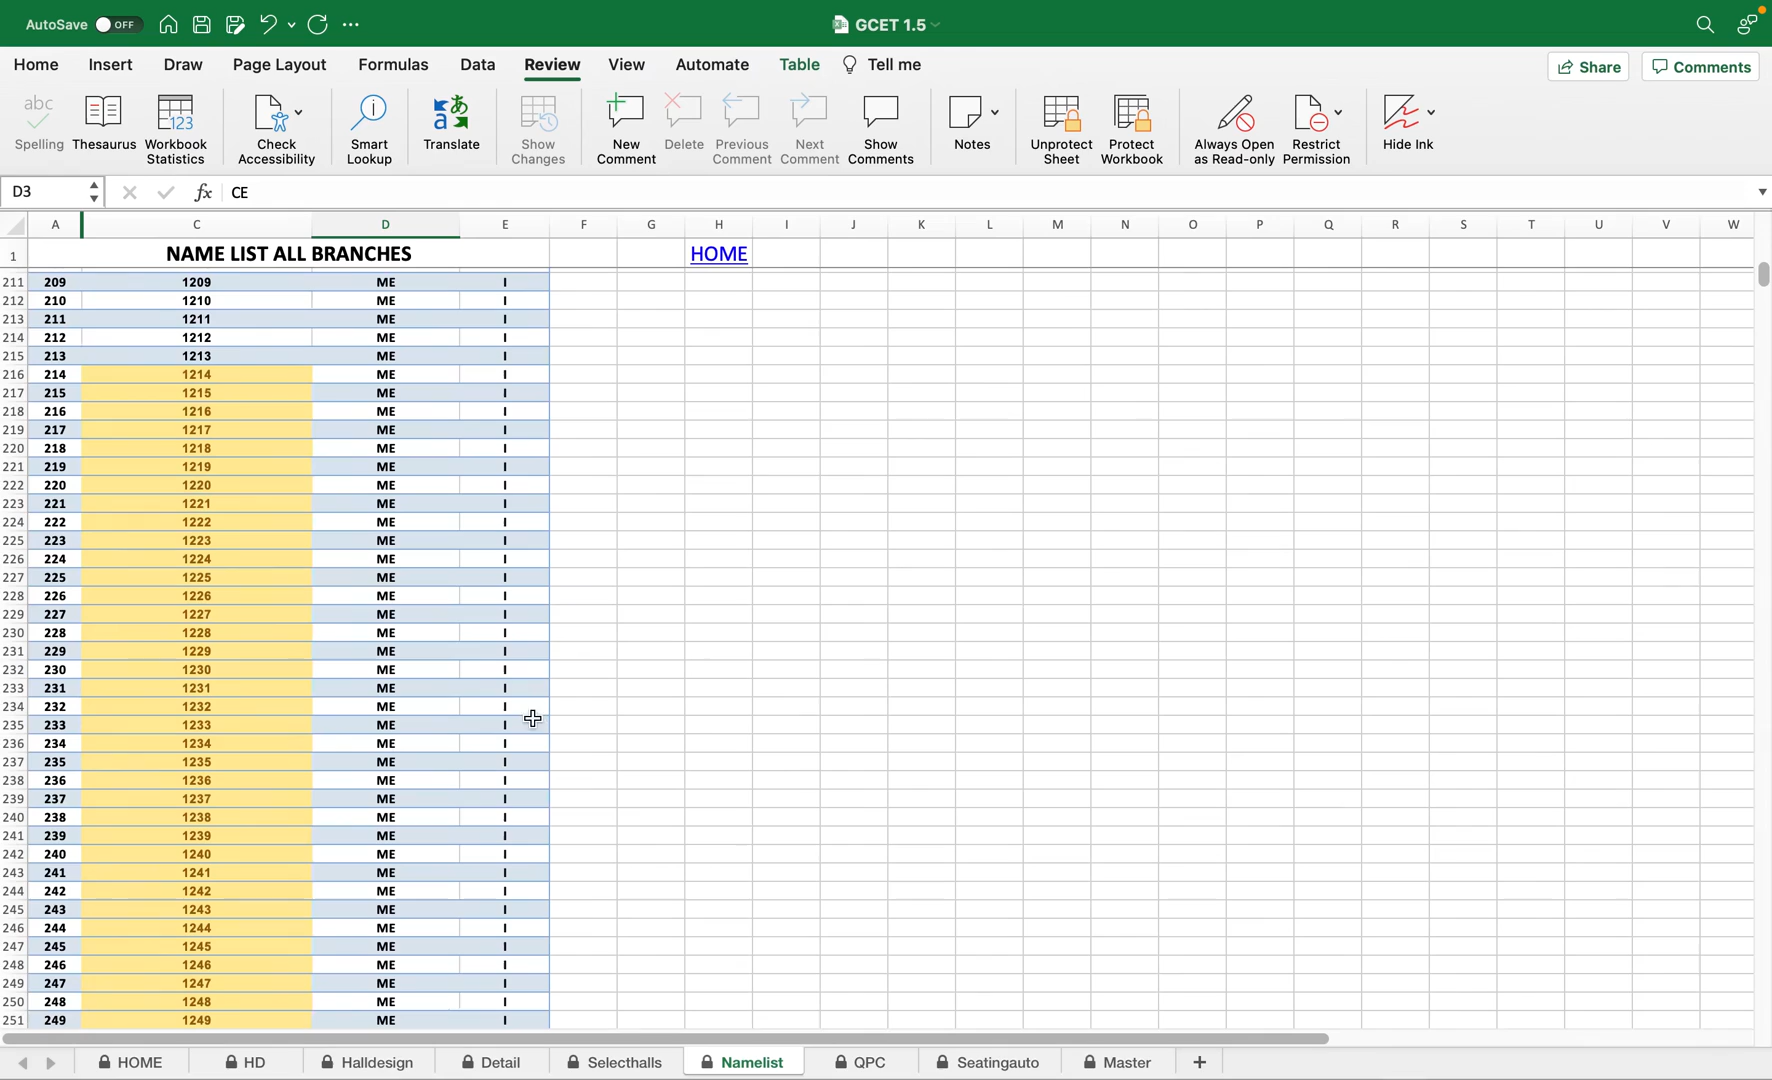 AutoSave OFF GCET 1.5
Home Insert Draw Page Layout Formulas Data Review View Automate Table Tell me Share Comments
abc
Spelling Thesaurus Workbook Statistics Check Accessibility Smart Lookup Translate Show Changes New Comment Delete Previous Comment Next Comment Show Comments Notes Unprotect Sheet Protect Workbook Always Open as Read-only Restrict Permission Hide Ink
D3 fx CE
A C D E F G H I J K L M N O P Q R S T U V W
1 NAME LIST ALL BRANCHES HOME
211 209 1209 ME I
212 210 1210 ME I
213 211 1211 ME I
214 212 1212 ME I
215 213 1213 ME I
216 214 1214 ME I
217 215 1215 ME I
218 216 1216 ME I
219 217 1217 ME I
220 218 1218 ME I
221 219 1219 ME I
222 220 1220 ME I
223 221 1221 ME I
224 222 1222 ME I
225 223 1223 ME I
226 224 1224 ME I
227 225 1225 ME I
228 226 1226 ME I
229 227 1227 ME I
230 228 1228 ME I
231 229 1229 ME I
232 230 1230 ME I
233 231 1231 ME I
234 232 1232 ME I
235 233 1233 ME I
236 234 1234 ME I
237 235 1235 ME I
238 236 1236 ME I
239 237 1237 ME I
240 238 1238 ME I
241 239 1239 ME I
242 240 1240 ME I
243 241 1241 ME I
244 242 1242 ME I
245 243 1243 ME I
246 244 1244 ME I
247 245 1245 ME I
248 246 1246 ME I
249 247 1247 ME I
250 248 1248 ME I
251 249 1249 ME I
HOME HD Halldesign Detail Selecthalls Namelist QPC Seatingauto Master +